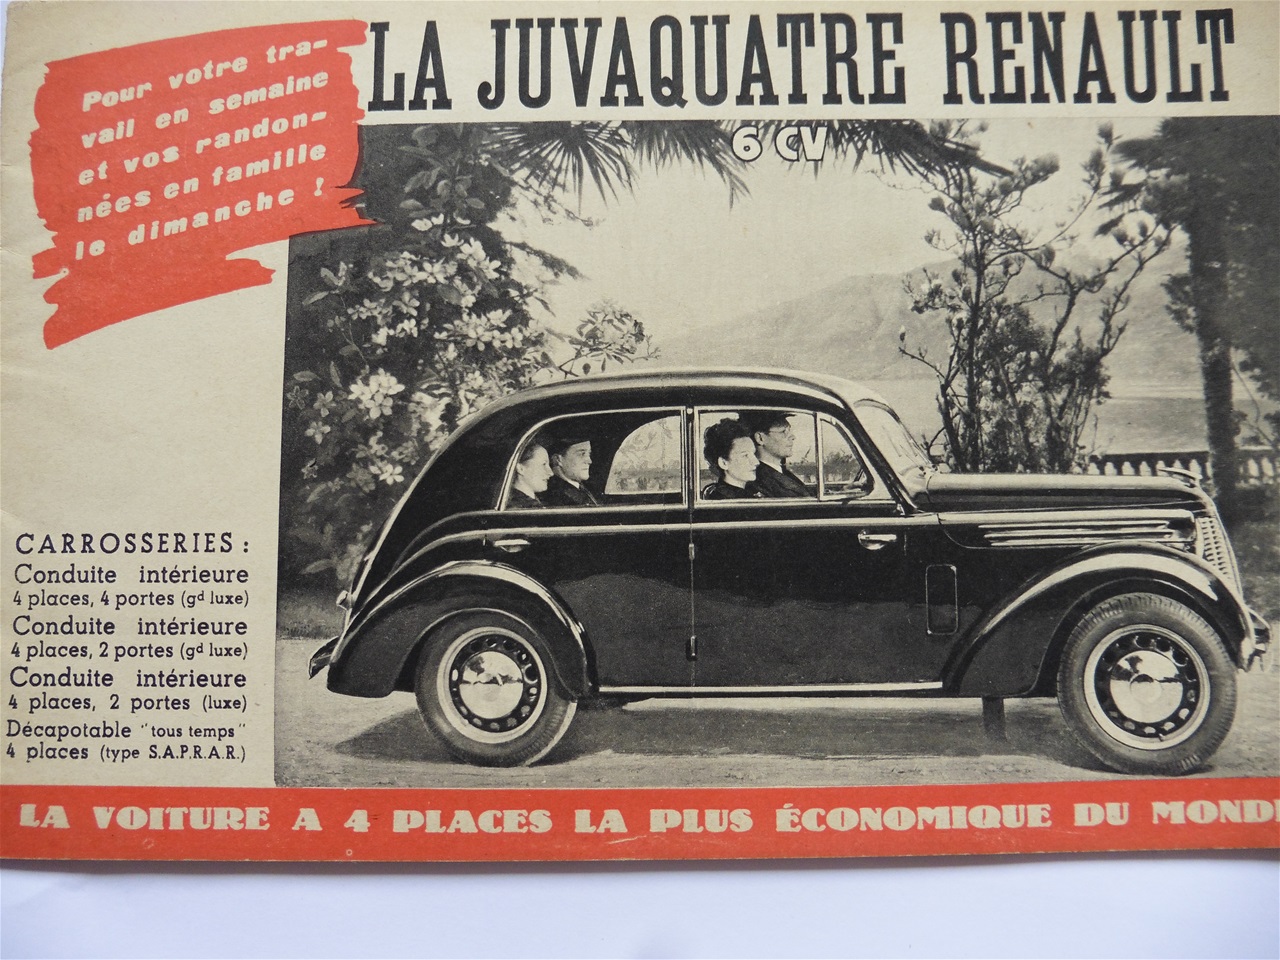 LA JUVAQUATRE RENAULT
6 CV
Pour votre tra-
vail en semaine
et vos randon-
nées en famille
le dimanche !
CARROSSERIES :
Conduite intérieure
4 places, 4 portes (gd luxe)
Conduite intérieure
4 places, 2 portes (gd luxe)
Conduite intérieure
4 places, 2 portes (luxe)
Décapotable "tous temps"
4 places (type S.A.P.R.A.R.)
LA VOITURE A 4 PLACES LA PLUS ÉCONOMIQUE DU MOND